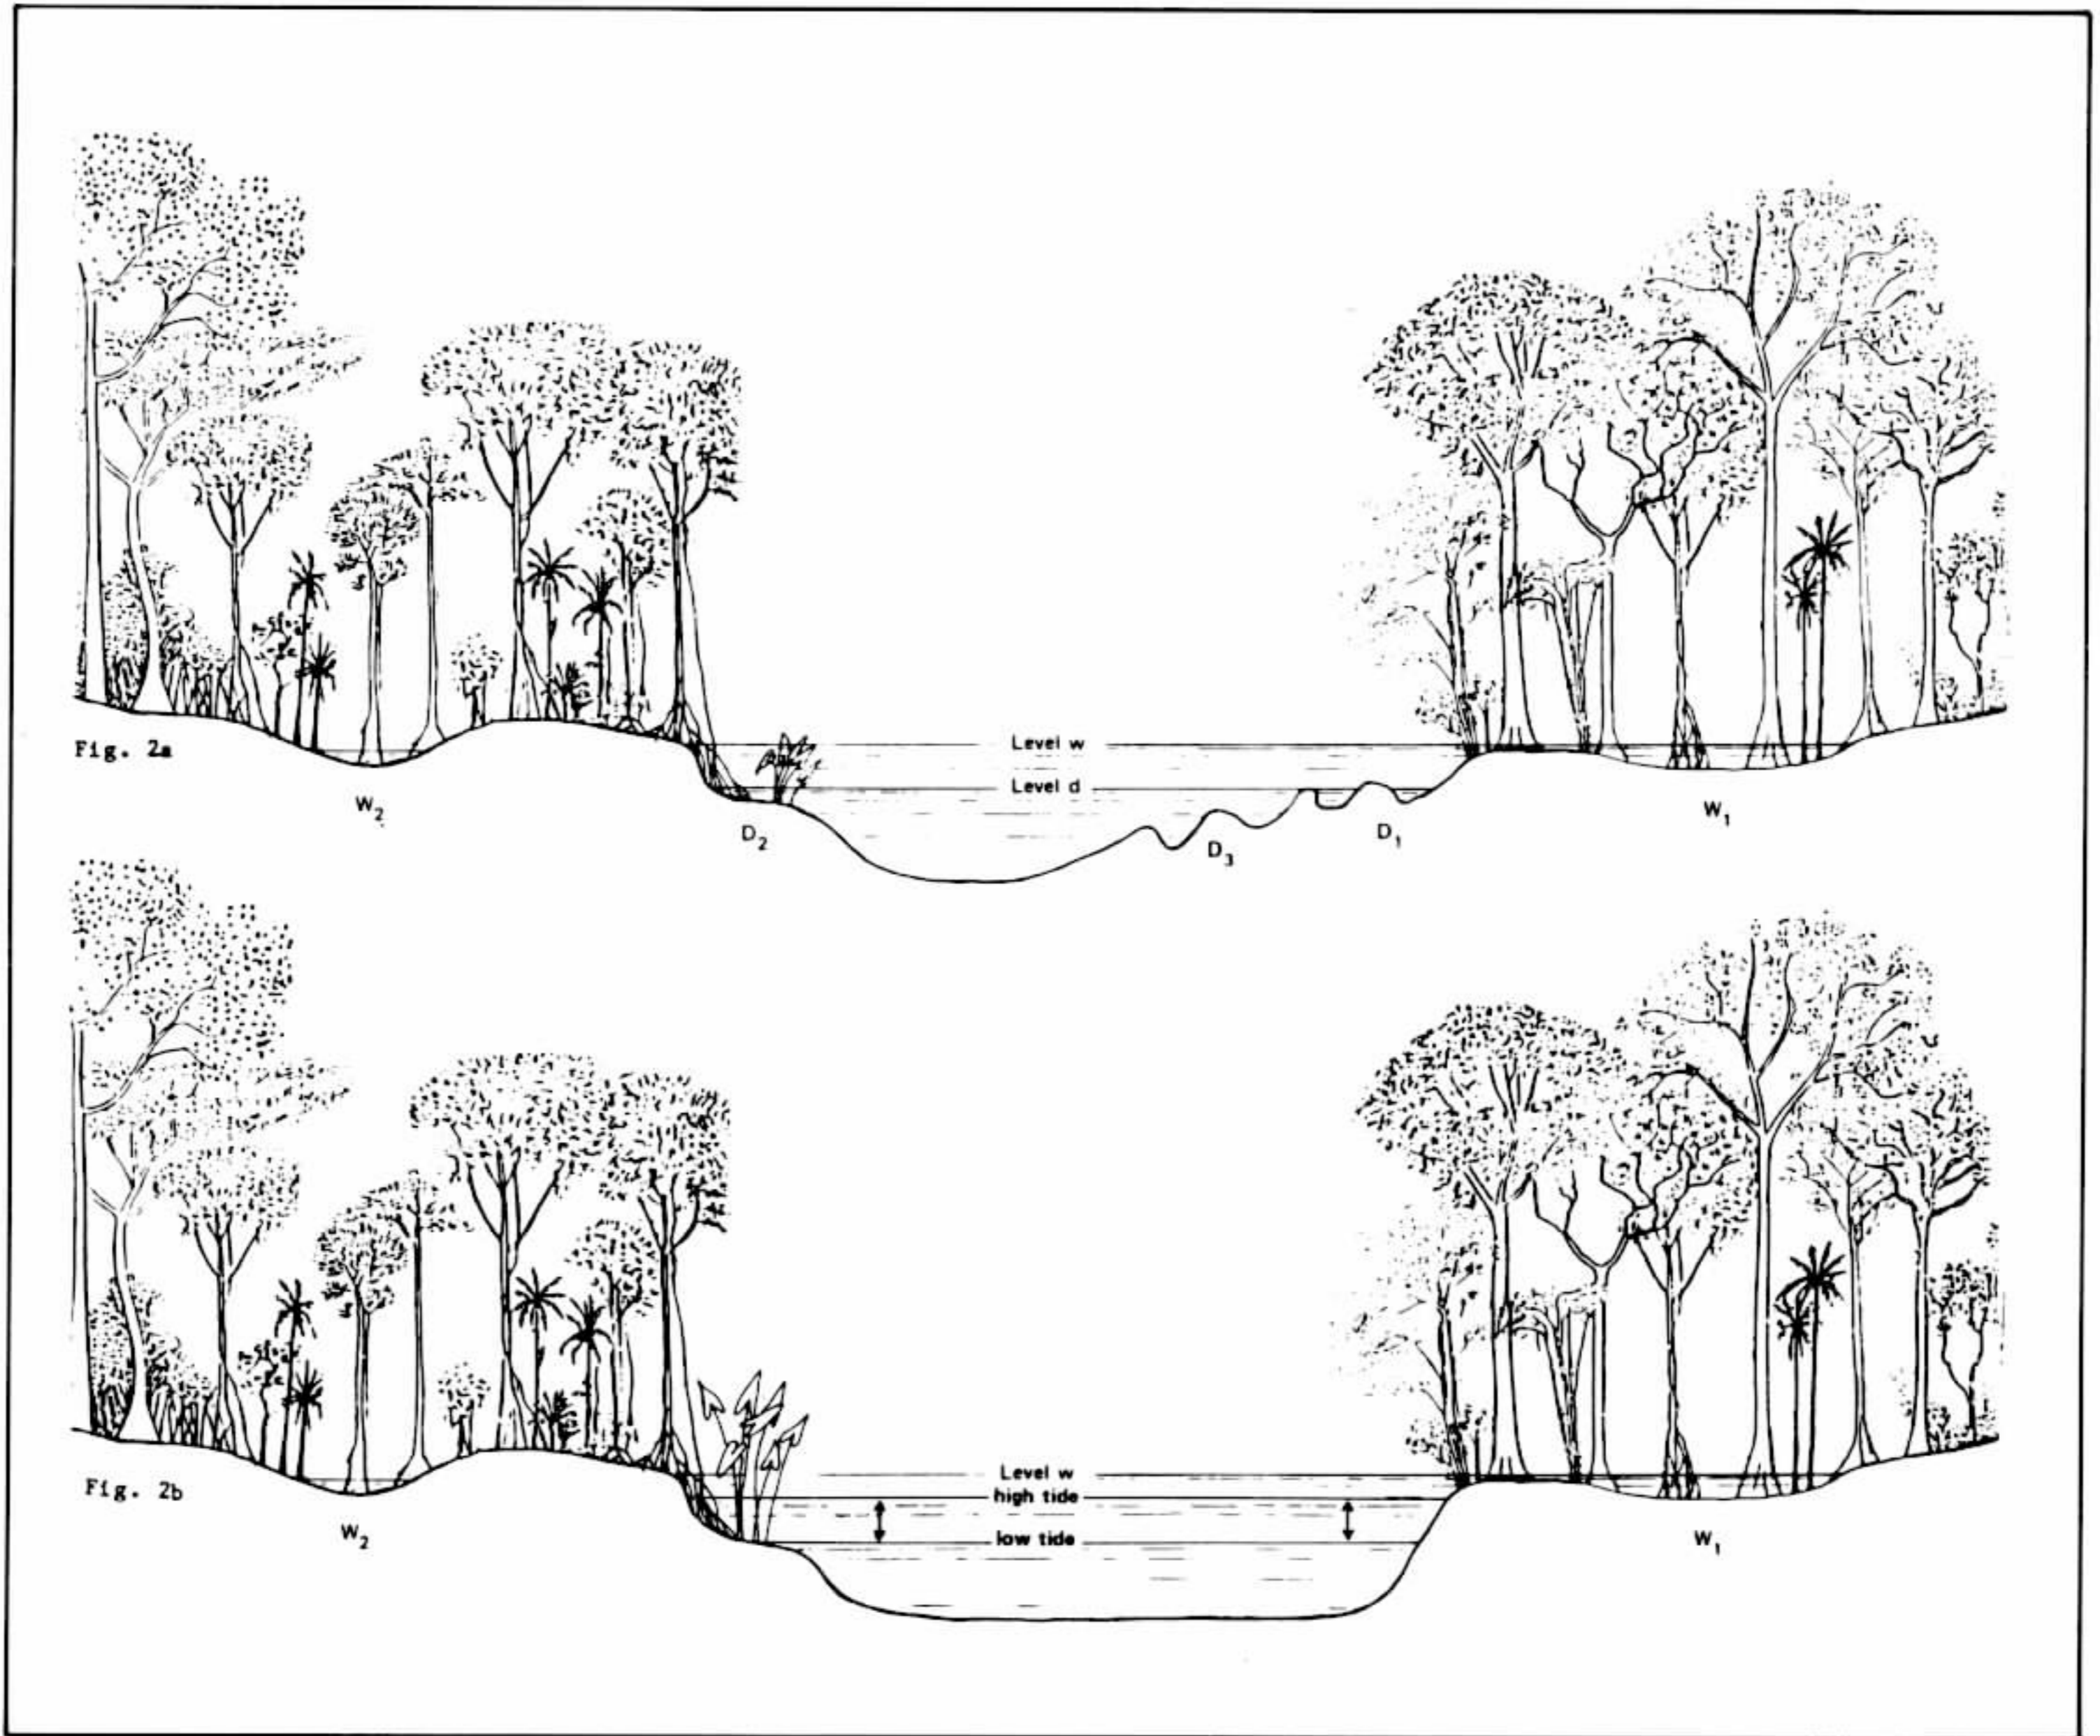 Level w
Fig. 2a
Level d
W2
D2
D3
D1
W1
Level w
Fig. 2b
high tide
low tide
W2
W1